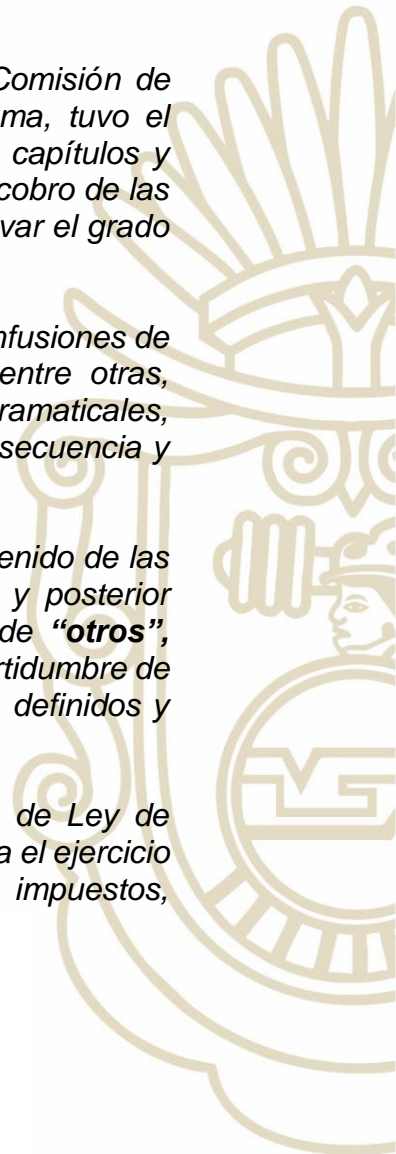 Comisión de
ma, tuvo el
capítulos y
cobro de las
var el grado
nfusiones de
entre otras,
ramaticales,
secuencia y
tenido de las
y posterior
de “otros”,
rtidumbre de
definidos y
de Ley de
a el ejercicio
impuestos,